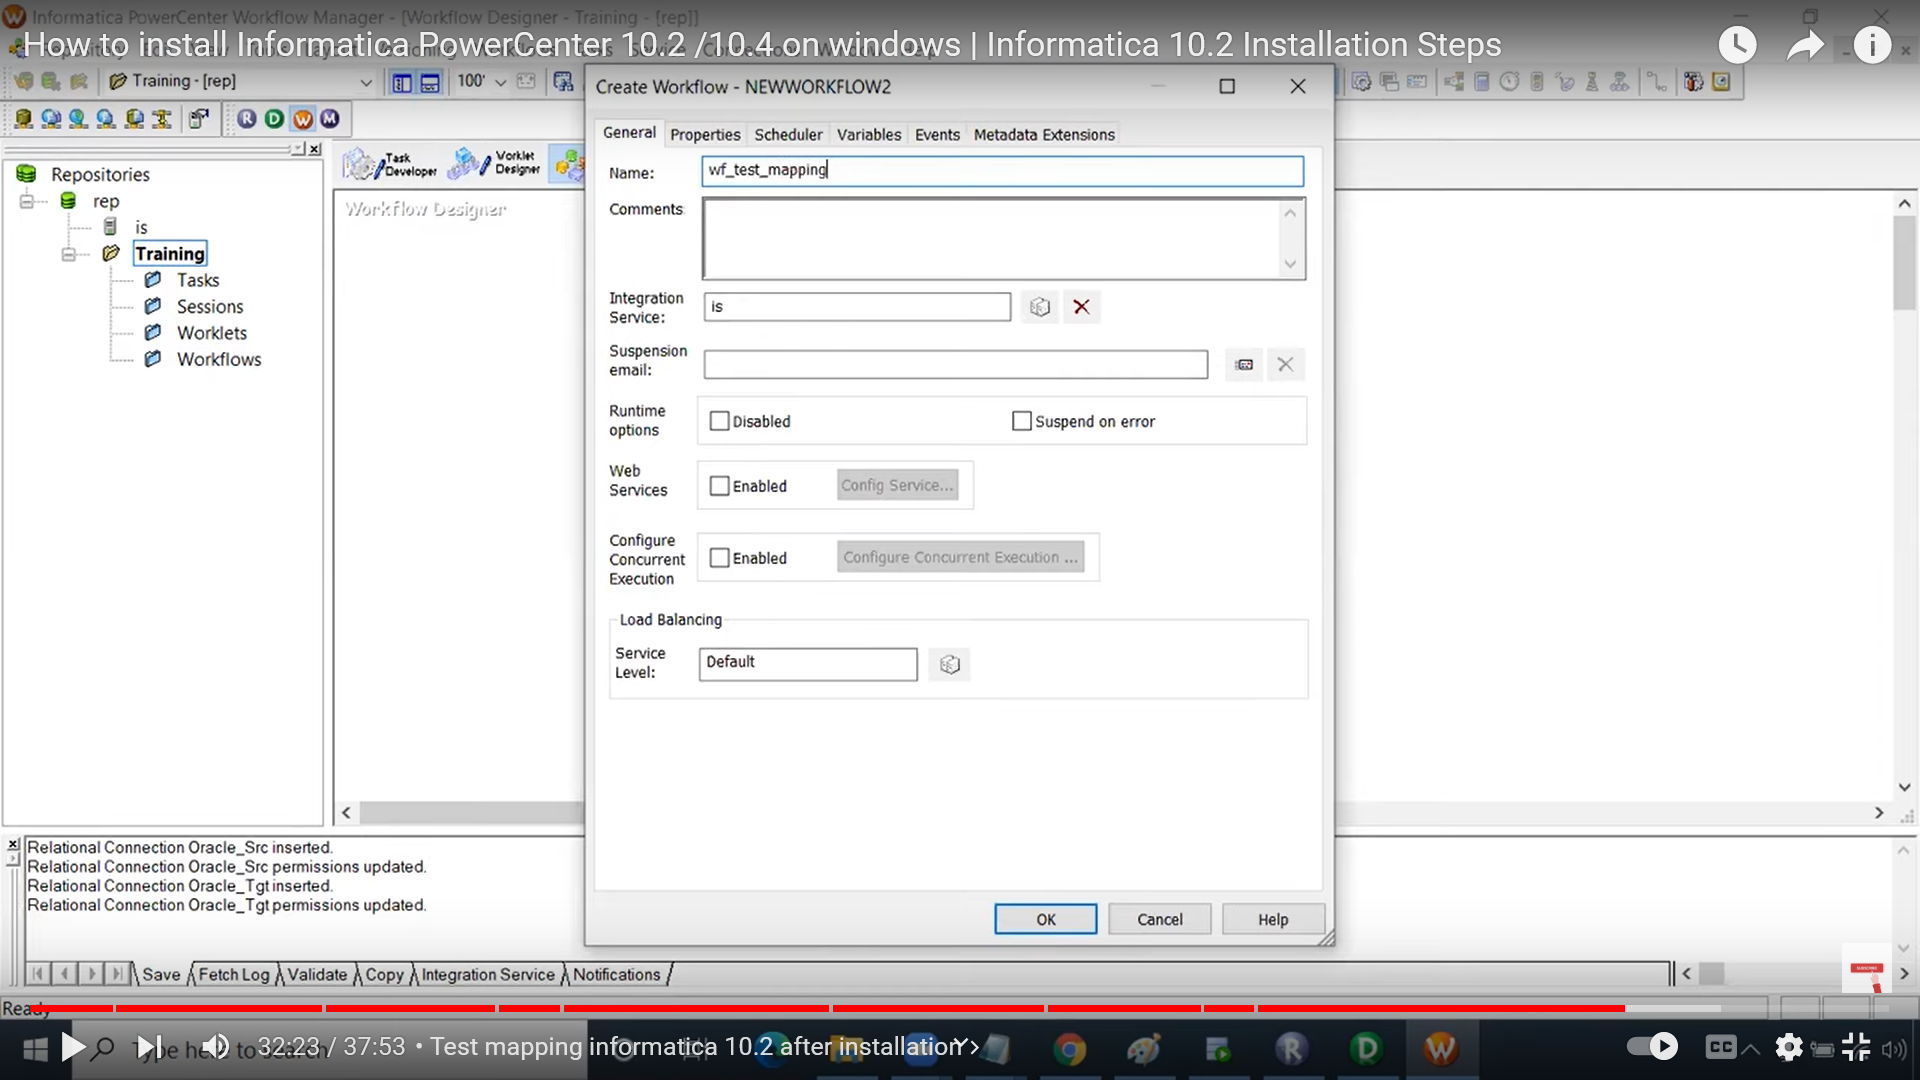 Informatica PowerCenter Workflow Manager - [Workflow Designer - Training - [rep]]
How to install Informatica PowerCenter 10.2 /10.4 on windows | Informatica 10.2 Installation Steps
Training - [rep]
100'
R D W M
Repositories
rep
is
Training
Tasks
Sessions
Worklets
Workflows
Task Developer
Worklet Designer
Workflow Designer
Create Workflow - NEWWORKFLOW2
General Properties Scheduler Variables Events Metadata Extensions
Name: wf_test_mapping
Comments
Integration Service: is
Suspension email:
Runtime options Disabled Suspend on error
Web Services Enabled Config Service...
Configure Concurrent Execution Enabled Configure Concurrent Execution ...
Load Balancing
Service Level: Default
OK Cancel Help
Relational Connection Oracle_Src inserted.
Relational Connection Oracle_Src permissions updated.
Relational Connection Oracle_Tgt inserted.
Relational Connection Oracle_Tgt permissions updated.
Save Fetch Log Validate Copy Integration Service Notifications
Ready
Type here to search
32:23 / 37:53 • Test mapping informatica 10.2 after installation
CC
R D W